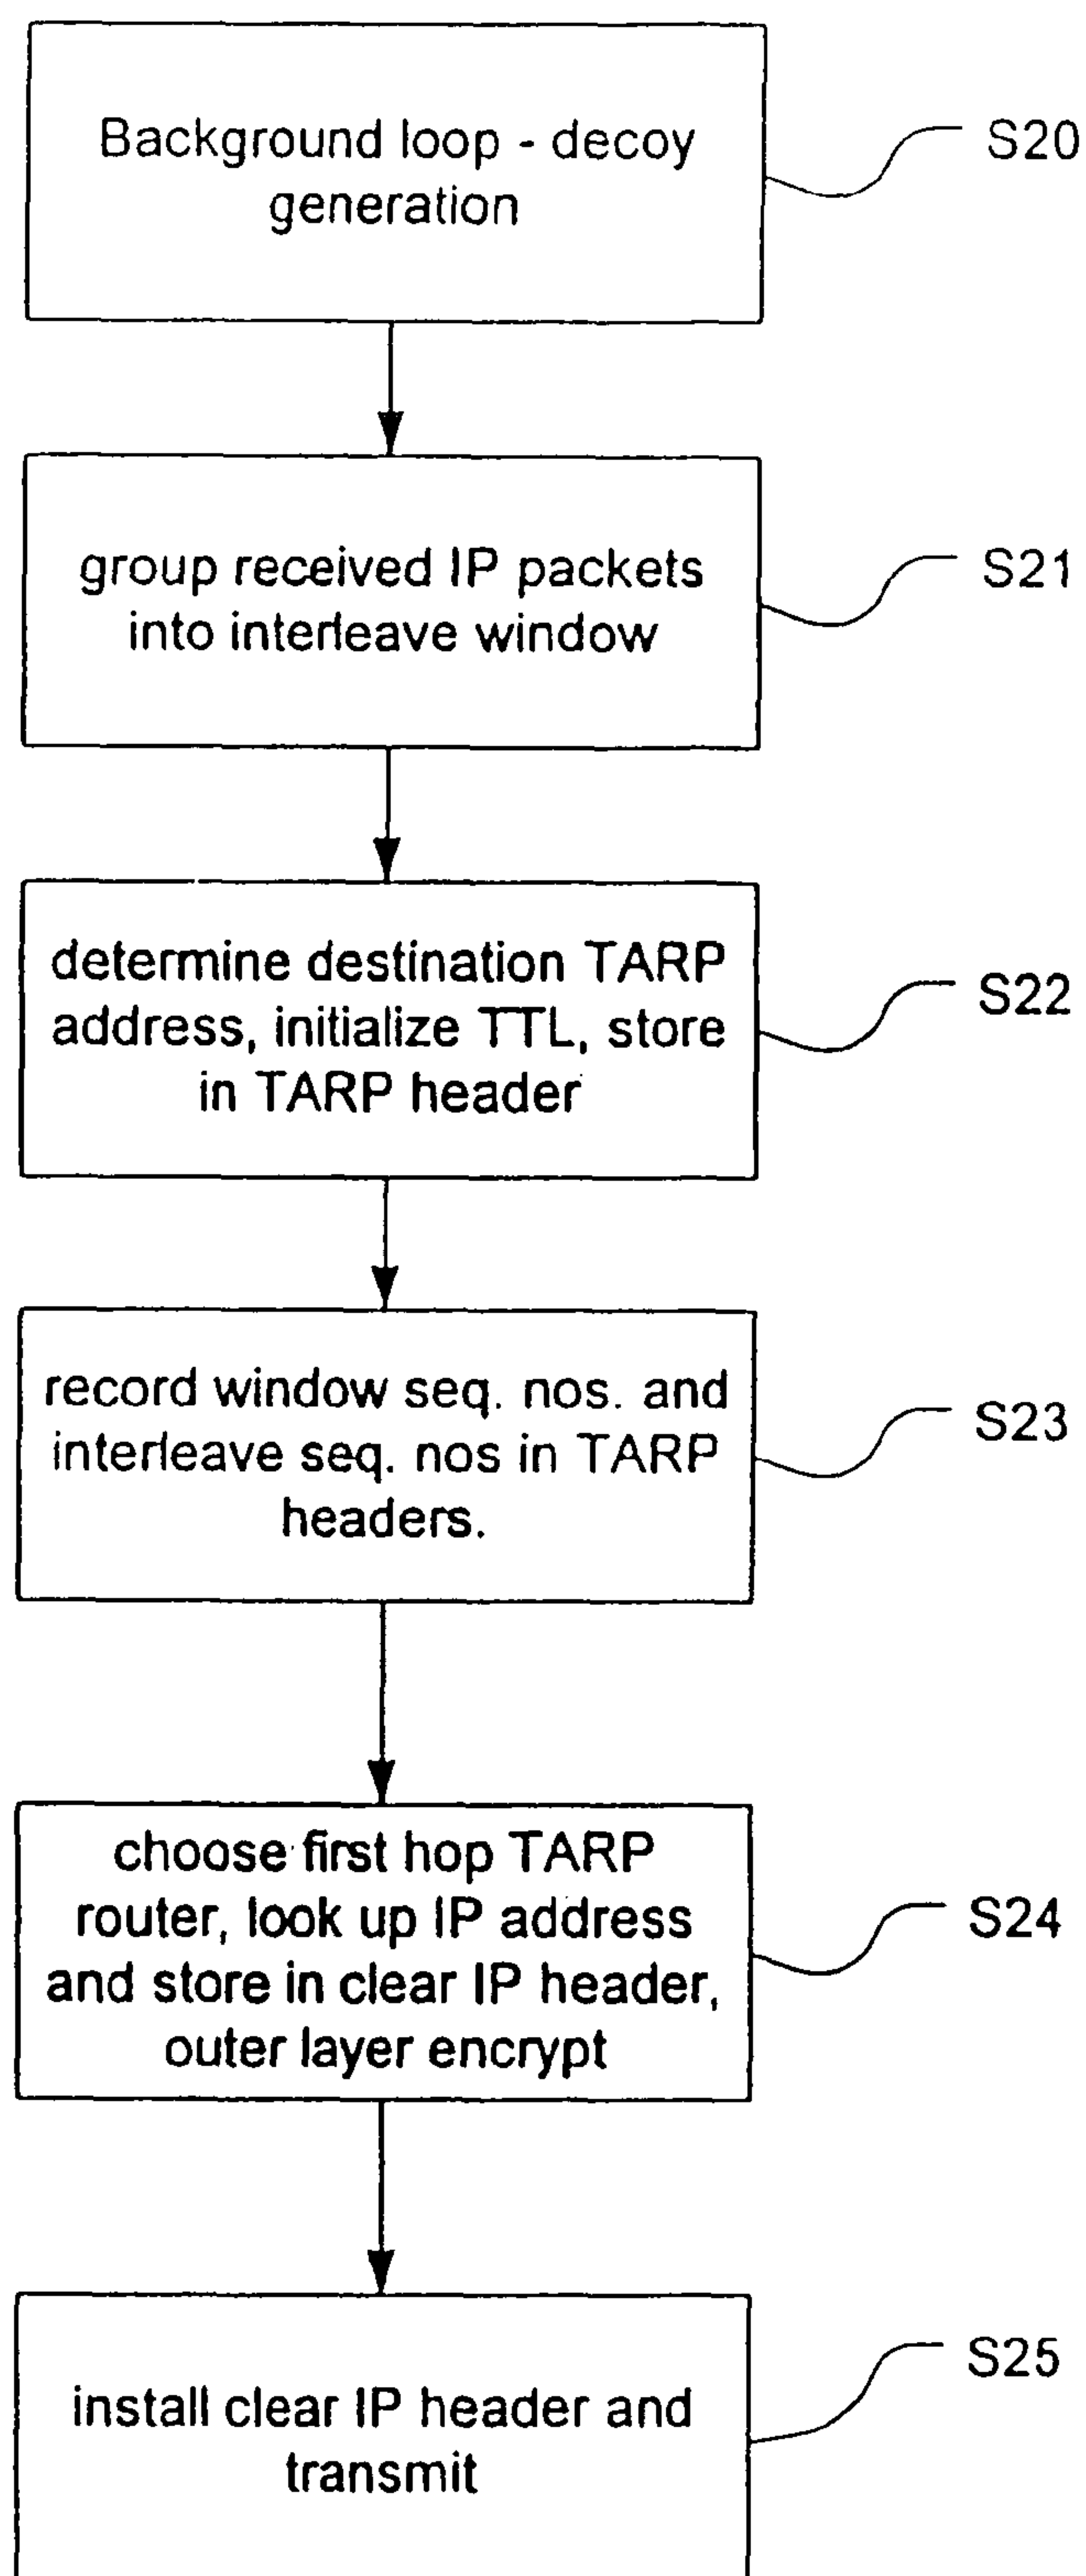 Background loop - decoy
generation
S20
group received IP packets
into interleave window
S21
determine destination TARP
address, initialize TTL, store
in TARP header
S22
record window seq. nos. and
interleave seq. nos in TARP
headers.
S23
choose first hop TARP
router, look up IP address
and store in clear IP header,
outer layer encrypt
S24
install clear IP header and
transmit
S25